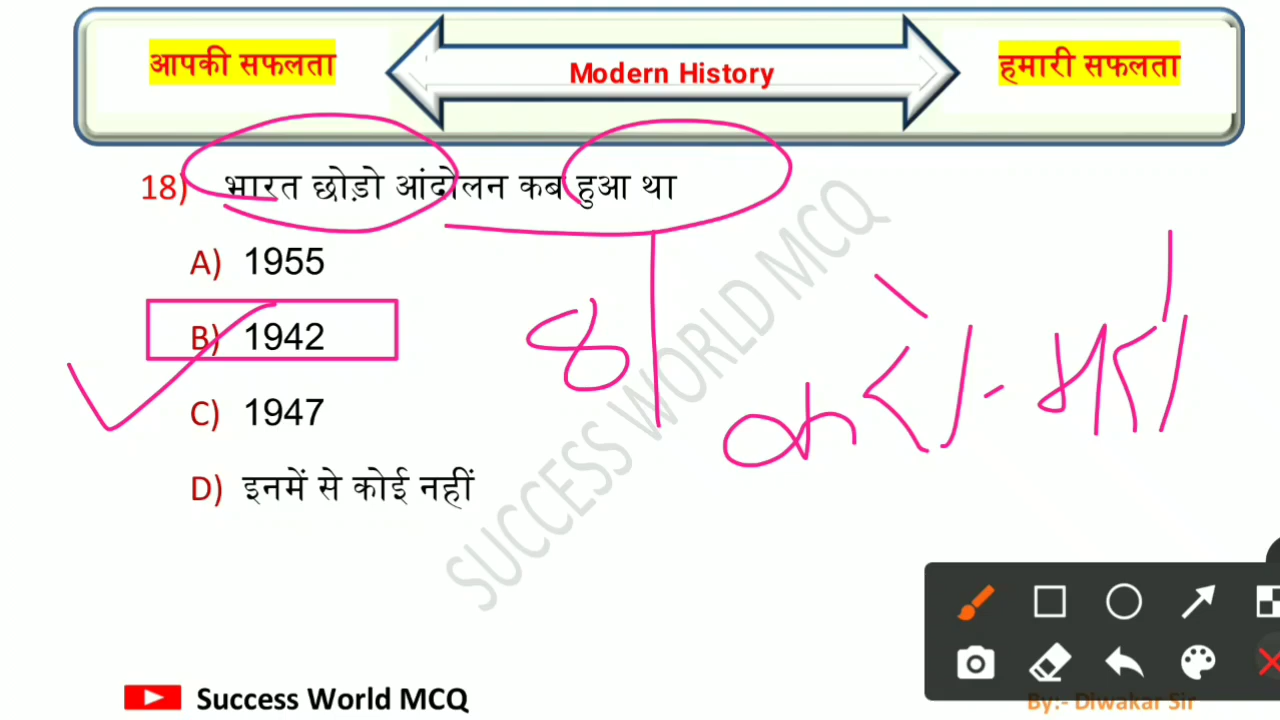 आपकी सफलता
Modern History
हमारी सफलता
18) भारत छोड़ो आंदोलन कब हुआ था
A) 1955
B) 1942
C) 1947
D) इनमें से कोई नहीं
8
करो - मरो
SUCCESS WORLD MCQ
Success World MCQ
By:- Diwakar Sir